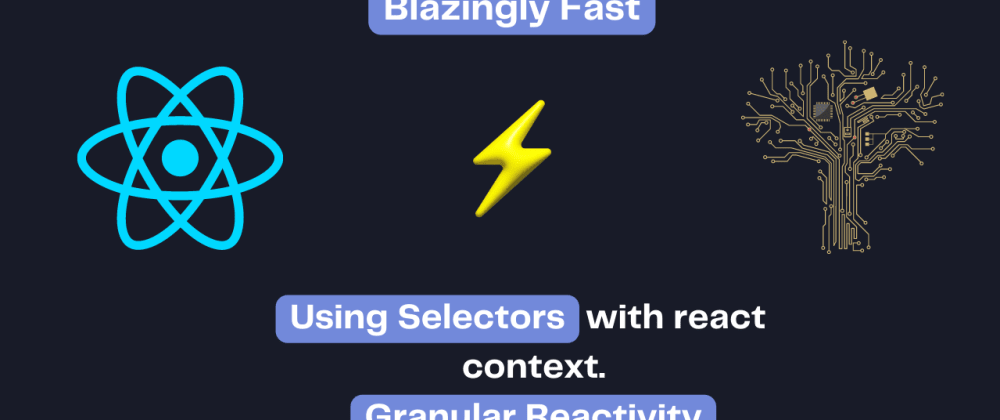 Blazingly Fast
Using Selectors with react
context.
Granular Reactivity